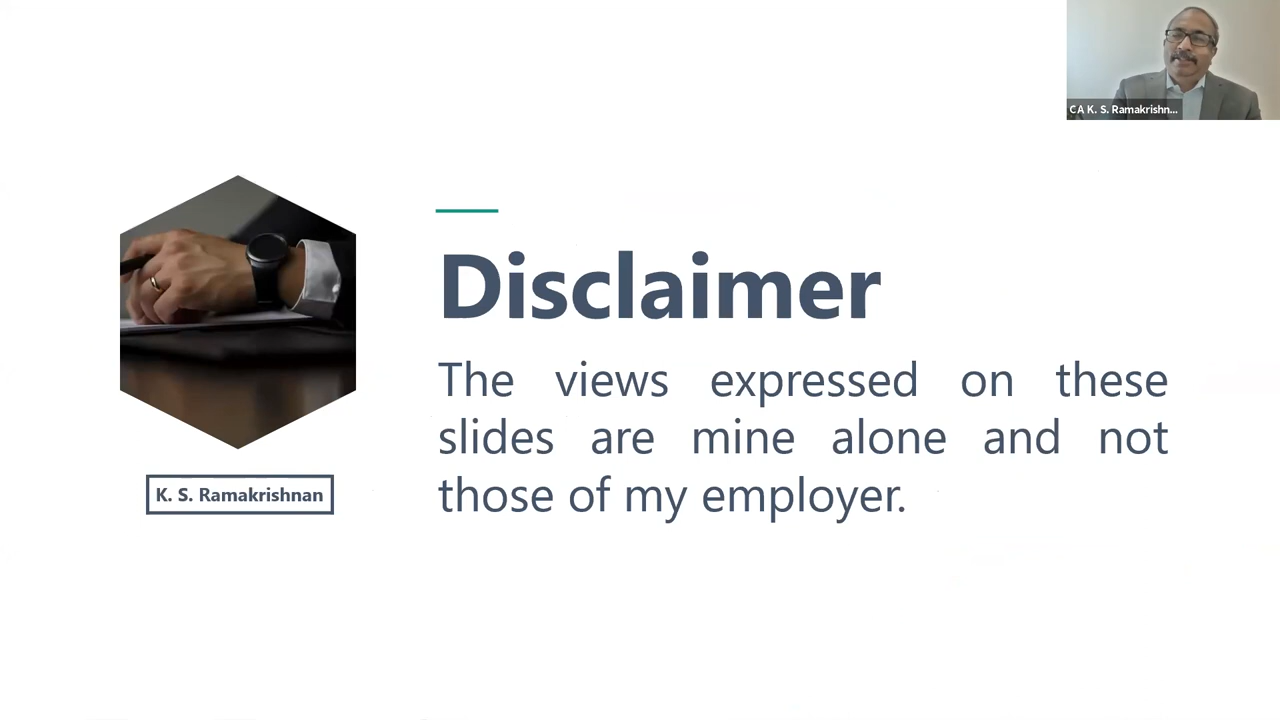 CA K. S. Ramakrishn...
Disclaimer
The views expressed on these
slides are mine alone and not
those of my employer.
K. S. Ramakrishnan